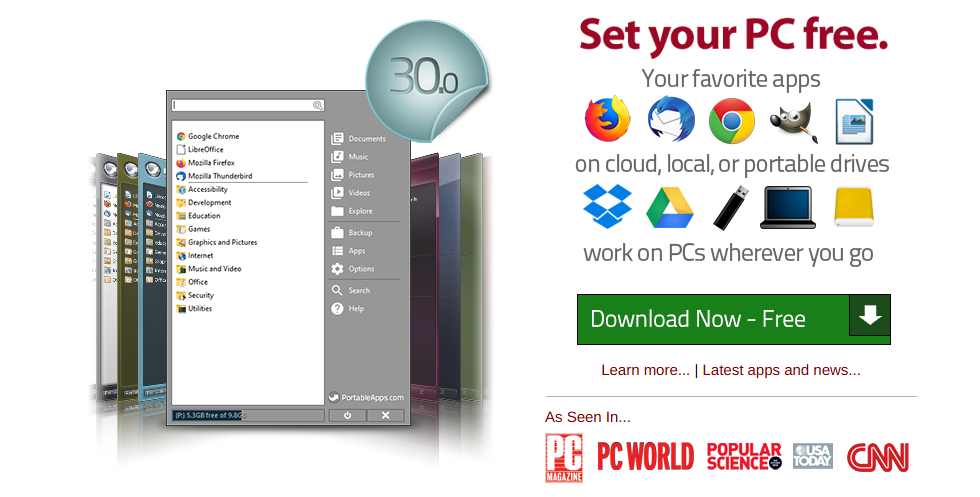 30.0
Google Chrome
LibreOffice
Mozilla Firefox
Mozilla Thunderbird
Accessibility
Development
Education
Games
Graphics and Pictures
Internet
Music and Video
Office
Security
Utilities
Documents
Music
Pictures
Videos
Explore
Backup
Apps
Options
Search
Help
PortableApps.com
(P:) 5.3GB free of 9.8GB
Set your PC free.
Your favorite apps
on cloud, local, or portable drives
work on PCs wherever you go
Download Now - Free
Learn more... | Latest apps and news...
As Seen In...
PC MAGAZINE
PC WORLD
POPULAR SCIENCE
USA TODAY
CNN